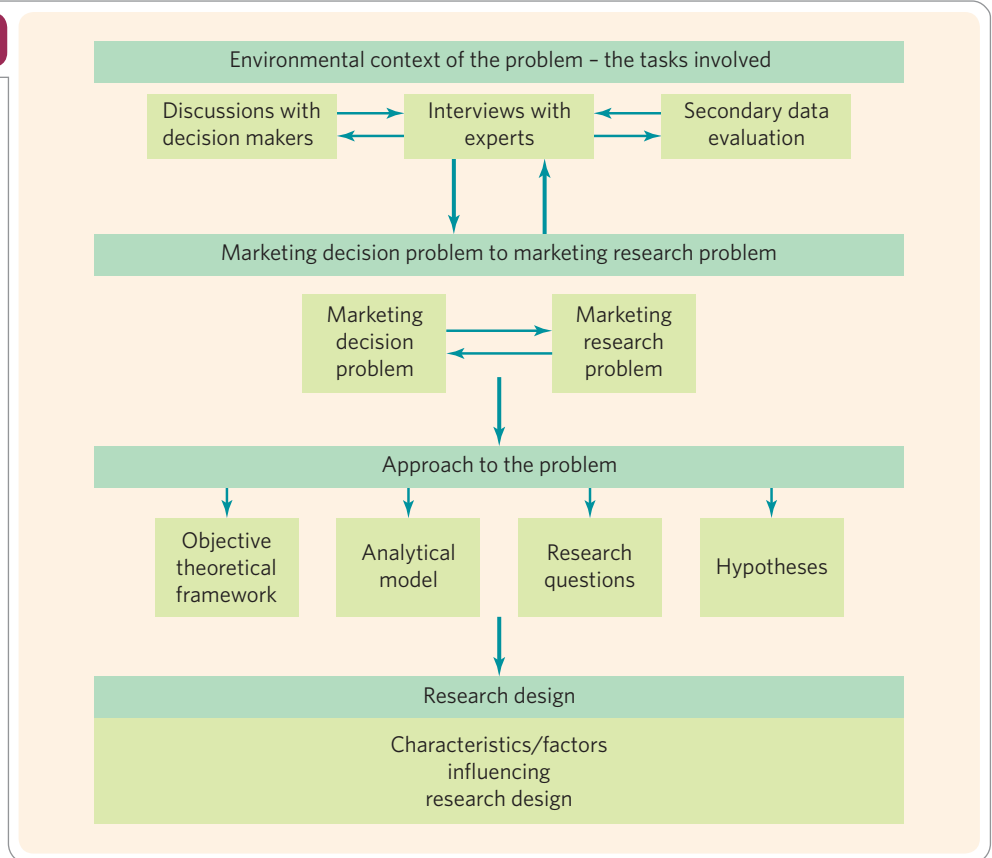 Environmental context of the problem – the tasks involved
Discussions with
decision makers
Interviews with
experts
Secondary data
evaluation
Marketing decision problem to marketing research problem
Marketing
decision
problem
Marketing
research
problem
Approach to the problem
Objective
theoretical
framework
Analytical
model
Research
questions
Hypotheses
Research design
Characteristics/factors
influencing
research design